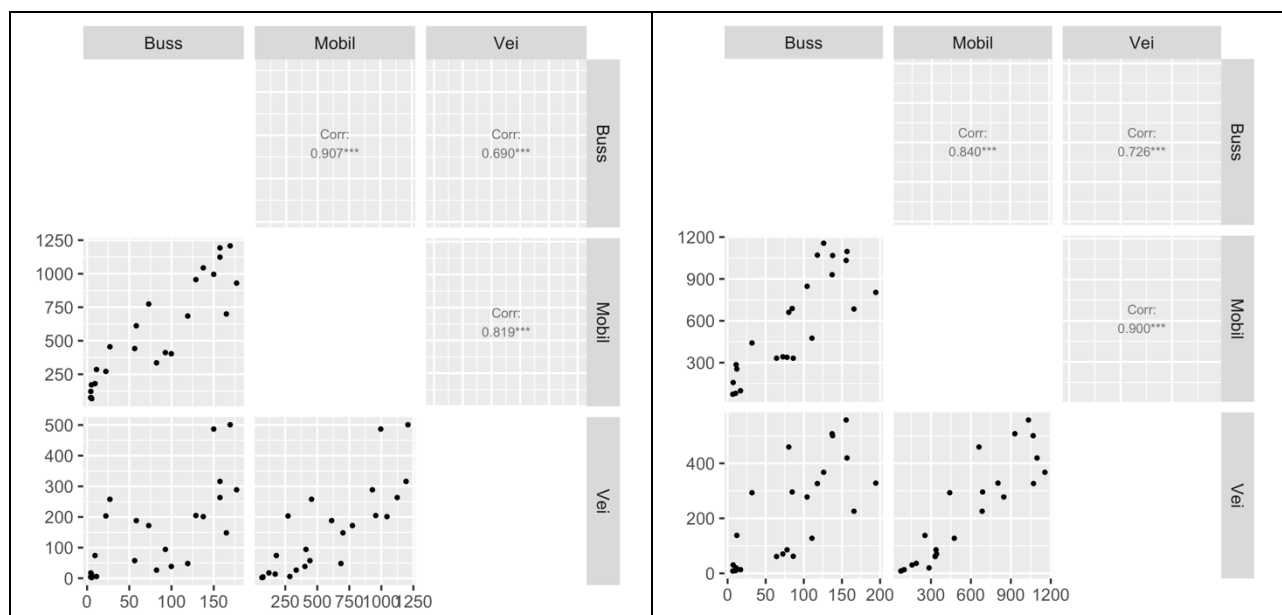 Buss Mobil Vei
Corr:
0.907***
Corr:
0.690***
Buss
1250
1000
750
500
250
Corr:
0.819***
Mobil
500
400
300
200
100
0
Vei
0 50 100 150
250 500 750 1000 1250
Buss Mobil Vei
Corr:
0.840***
Corr:
0.726***
Buss
1200
900
600
300
Corr:
0.900***
Mobil
400
200
0
Vei
0 50 100 150 200
300 600 900 1200